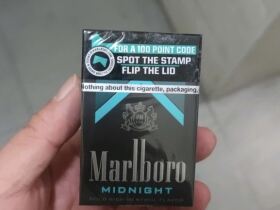 FOR A 100 POINT CODE
SPOT THE STAMP
FLIP THE LID
Nothing about this cigarette, packaging,
Marlboro
MIDNIGHT